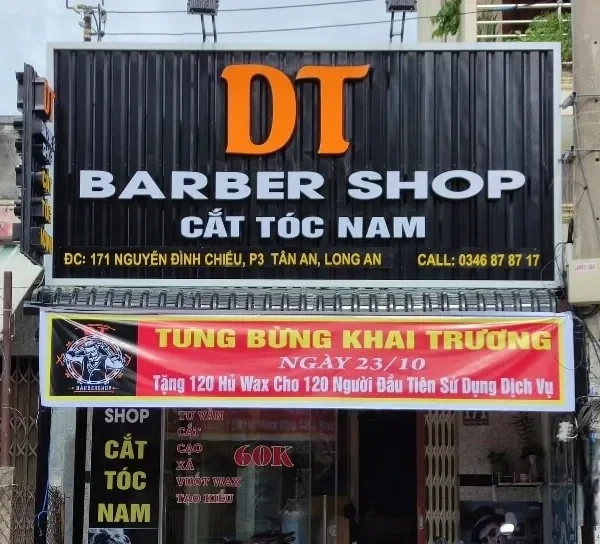 DT
BARBER SHOP
CẮT TÓC NAM
ĐC: 171 NGUYỄN ĐÌNH CHIỂU, P3 TÂN AN, LONG AN
CALL: 0346 87 87 17
TƯNG BỪNG KHAI TRƯƠNG
NGÀY 23/10
Tặng 120 Hủ Wax Cho 120 Người Đầu Tiên Sử Dụng Dịch Vụ
BARBERSHOP
SHOP
CẮT
TÓC
NAM
TƯ VẤN
CẮT
CẠO
XẢ
VUỐT WAX
TẠO KIỂU
60K